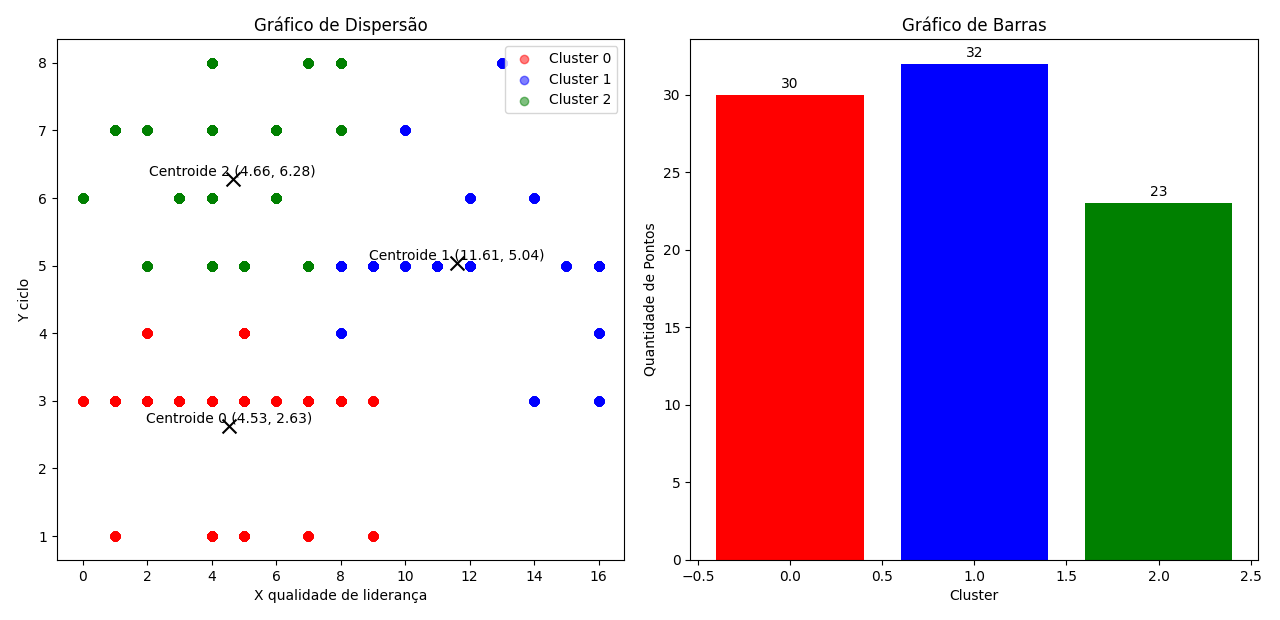 Gráfico de Dispersão
8
7
6
5
4
3
2
1
Y ciclo
0 2 4 6 8 10 12 14 16
X qualidade de liderança
Cluster 0
Cluster 1
Cluster 2
Centroide 2 (4.66, 6.28)
Centroide 1 (11.61, 5.04)
Centroide 0 (4.53, 2.63)
Gráfico de Barras
30
25
20
15
10
5
0
Quantidade de Pontos
30
32
23
−0.5 0.0 0.5 1.0 1.5 2.0 2.5
Cluster